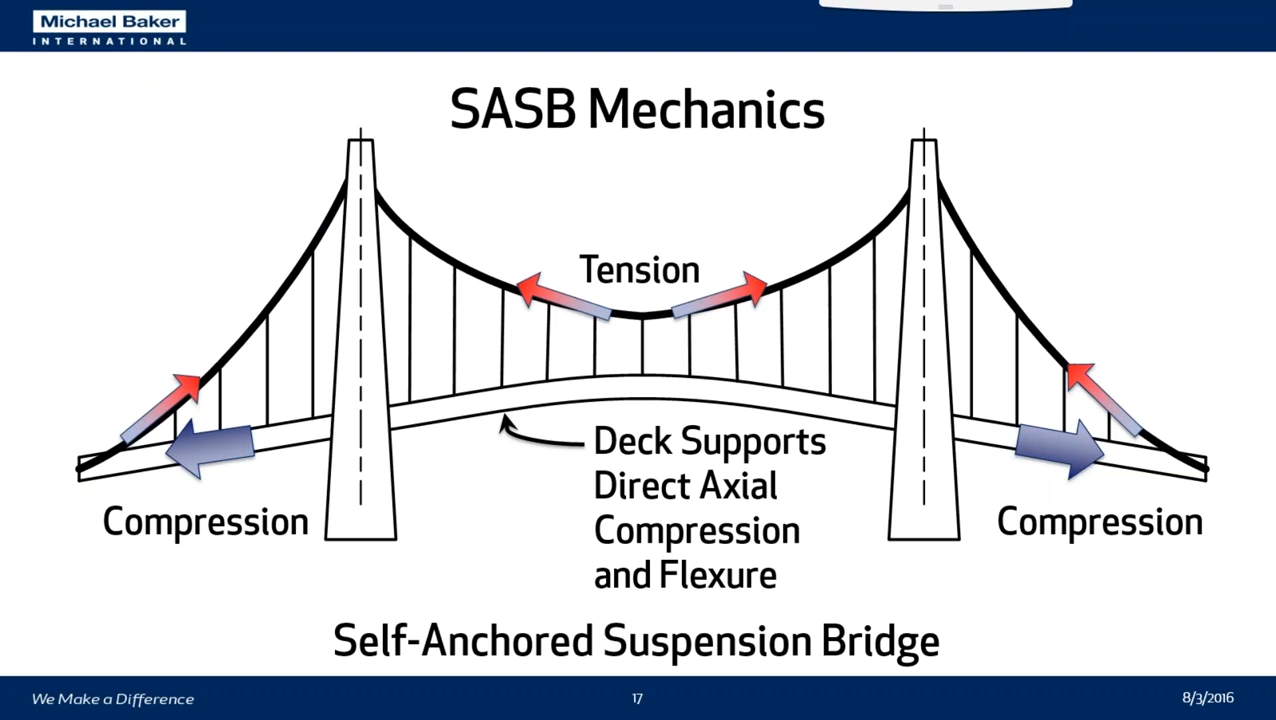 Michael Baker
INTERNATIONAL
SASB Mechanics
Tension
Deck Supports
Direct Axial
Compression
and Flexure
Compression
Compression
Self-Anchored Suspension Bridge
We Make a Difference
17
8/3/2016